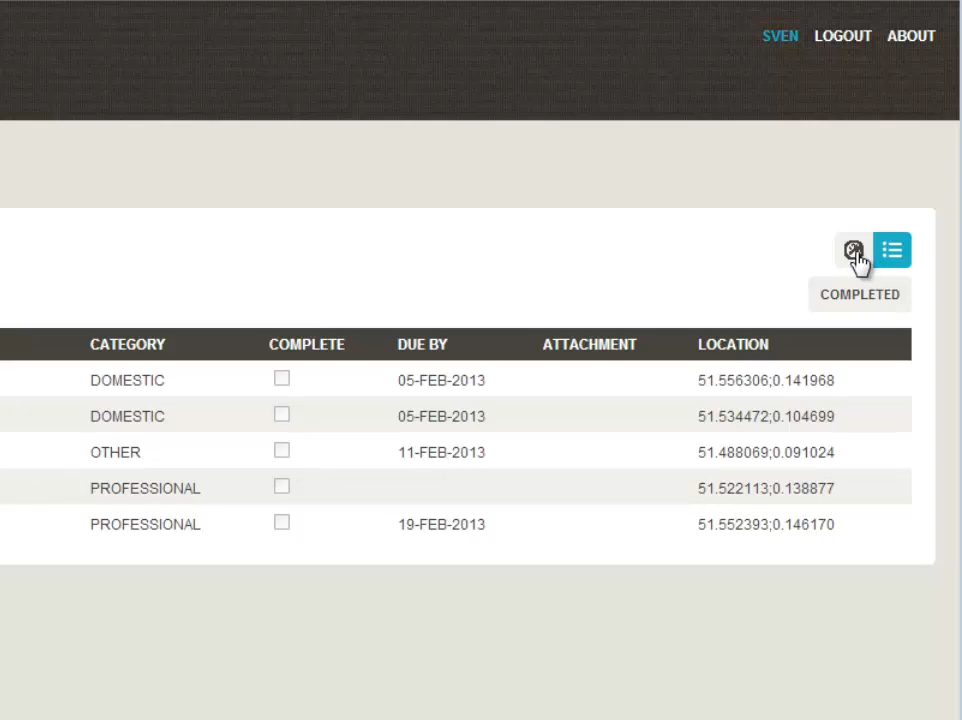 SVEN LOGOUT ABOUT
COMPLETED
CATEGORY COMPLETE DUE BY ATTACHMENT LOCATION
DOMESTIC 05-FEB-2013 51.556306;0.141968
DOMESTIC 05-FEB-2013 51.534472;0.104699
OTHER 11-FEB-2013 51.488069;0.091024
PROFESSIONAL 51.522113;0.138877
PROFESSIONAL 19-FEB-2013 51.552393;0.146170